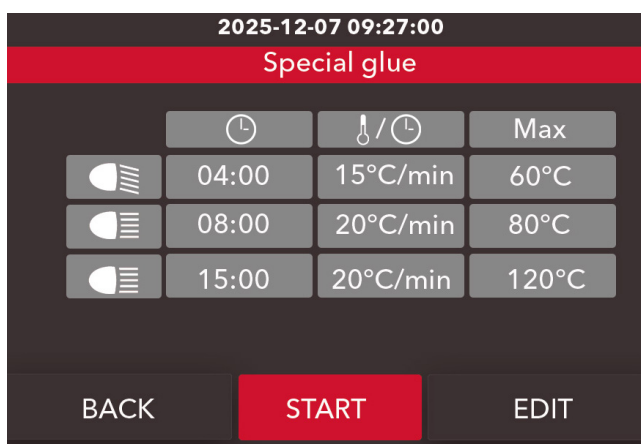 2025-12-07 09:27:00
Special glue
/ Max
04:00 15°C/min 60°C
08:00 20°C/min 80°C
15:00 20°C/min 120°C
BACK START EDIT